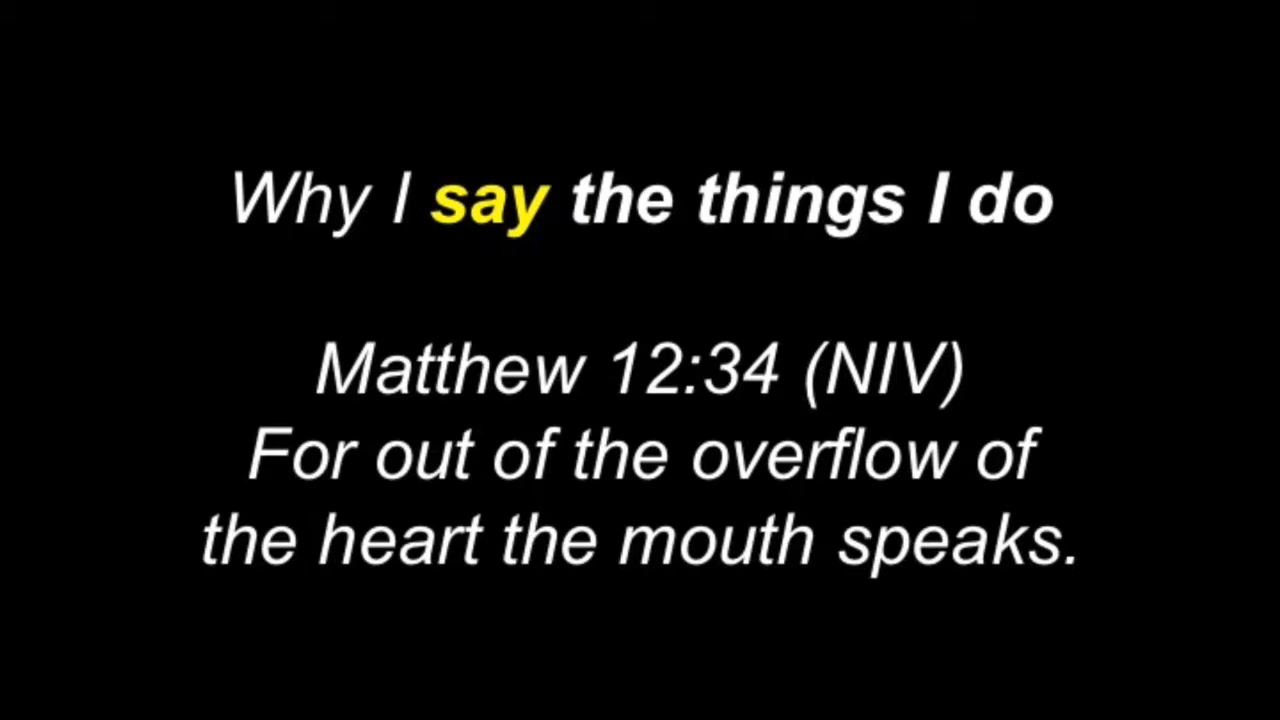 Why I say the things I do
Matthew 12:34 (NIV)
For out of the overflow of
the heart the mouth speaks.